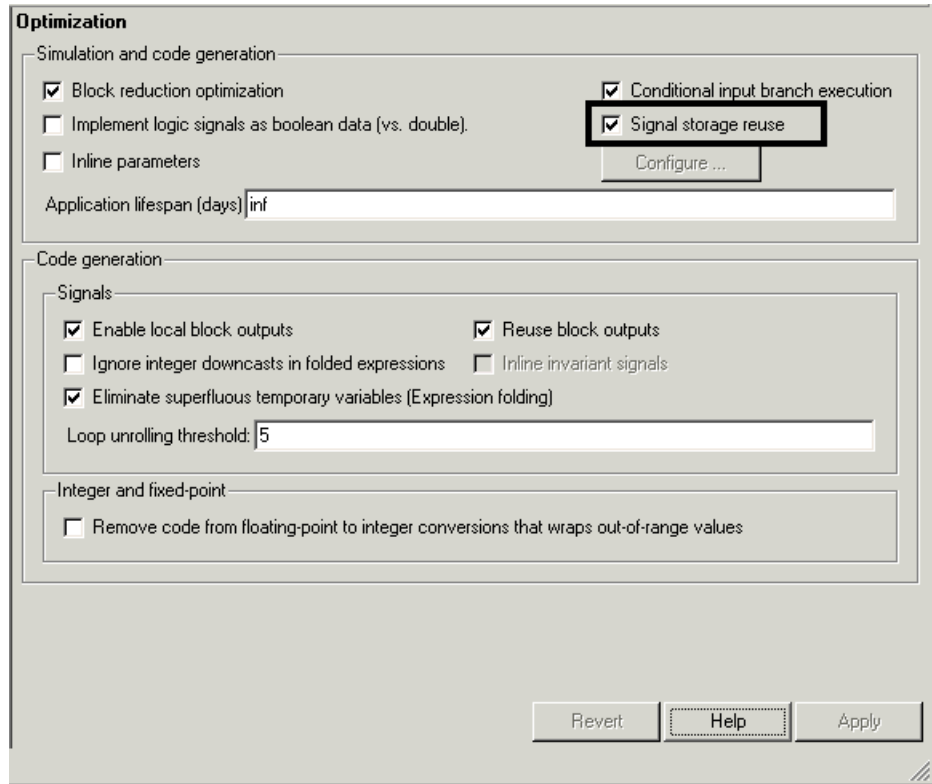 Optimization
Simulation and code generation
Block reduction optimization
Conditional input branch execution
Implement logic signals as boolean data (vs. double).
Signal storage reuse
Inline parameters
Configure ...
Application lifespan (days) inf
Code generation
Signals
Enable local block outputs
Reuse block outputs
Ignore integer downcasts in folded expressions
Inline invariant signals
Eliminate superfluous temporary variables (Expression folding)
Loop unrolling threshold: 5
Integer and fixed-point
Remove code from floating-point to integer conversions that wraps out-of-range values
Revert
Help
Apply